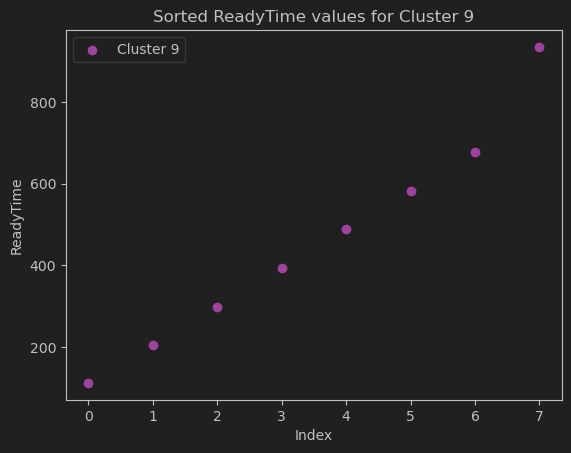 Sorted ReadyTime values for Cluster 9
Cluster 9
800
600
400
200
ReadyTime
0 1 2 3 4 5 6 7
Index